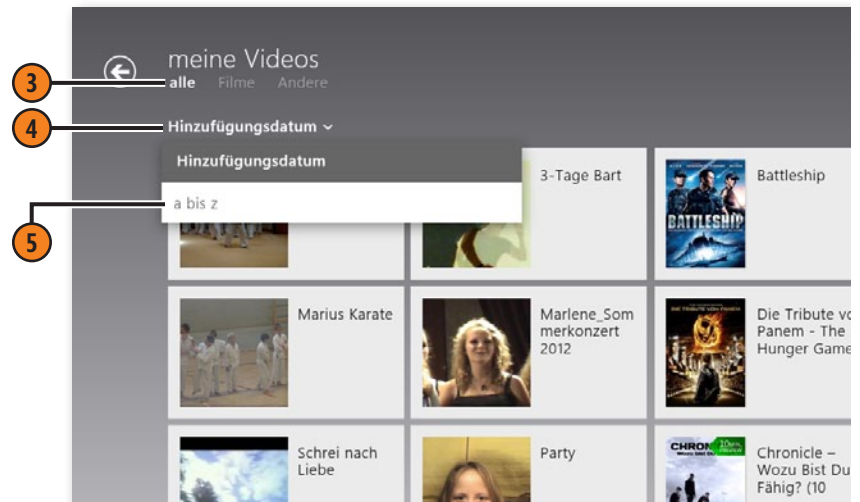 meine Videos
3
alle Filme Andere
4
Hinzufügungsdatum
Hinzufügungsdatum
3-Tage Bart
Battleship
5
a bis z
BATTLESHIP
Marius Karate
Marlene_Som
merkonzert
2012
Die Tribute vo
Panem - The
Hunger Game
Schrei nach
Liebe
Party
CHRON
Chronicle –
Wozu Bist Du
Fähig? (10